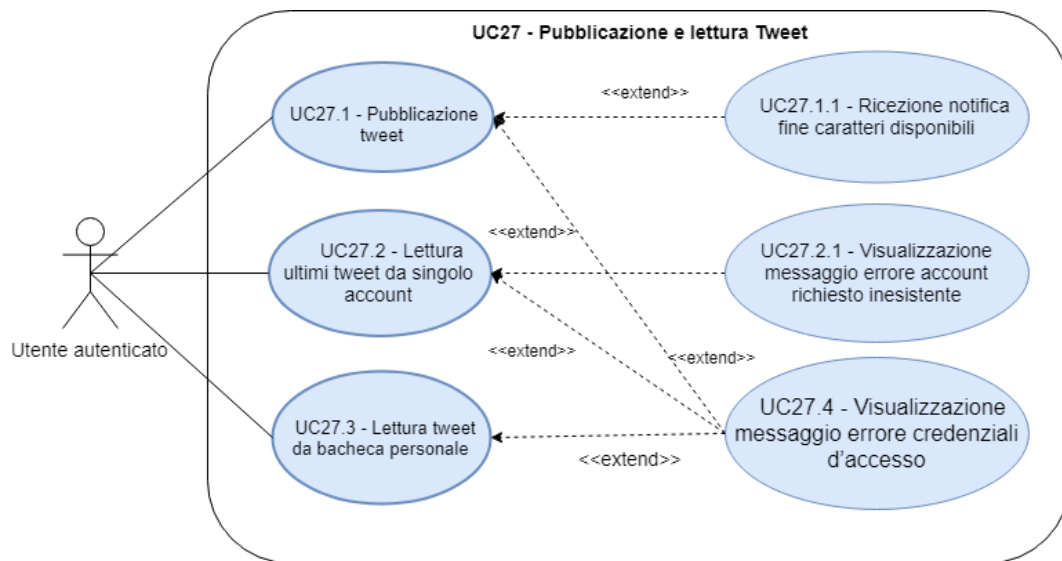 UC27 - Pubblicazione e lettura Tweet
UC27.1 - Pubblicazione
tweet
<<extend>>
UC27.1.1 - Ricezione notifica
fine caratteri disponibili
<<extend>>
UC27.2 - Lettura
ultimi tweet da singolo
account
UC27.2.1 - Visualizzazione
messaggio errore account
richiesto inesistente
Utente autenticato
<<extend>>
<<extend>>
UC27.3 - Lettura tweet
da bacheca personale
<<extend>>
UC27.4 - Visualizzazione
messaggio errore credenziali
d'accesso